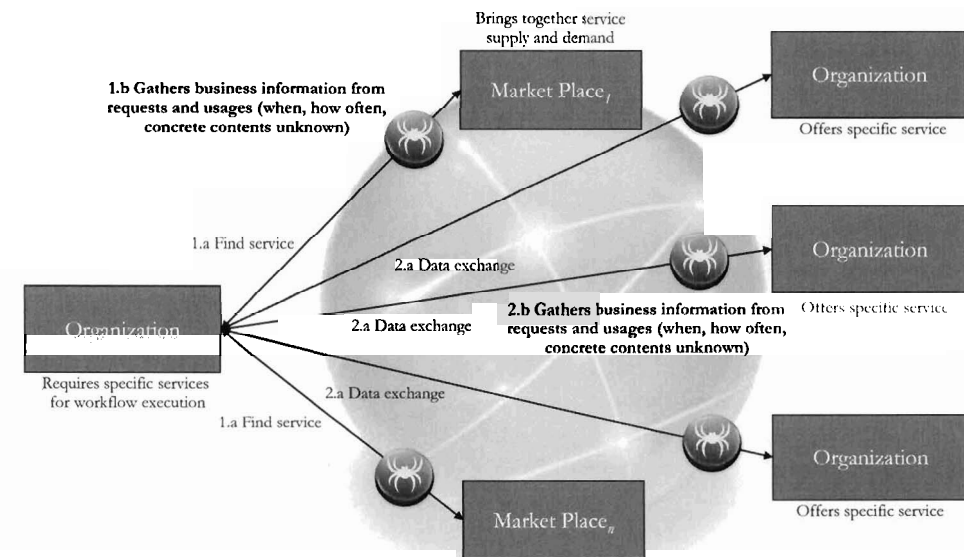 Brings together service
supply and demand
Market Place1
Organization
Offers specific service
1.b Gathers business information from
requests and usages (when, how often,
concrete contents unknown)
1.a Find service
2.a Data exchange
Organization
Offers specific service
2.a Data exchange
2.b Gathers business information from
requests and usages (when, how often,
concrete contents unknown)
Organization
Requires specific services
for workflow execution
2.a Data exchange
1.a Find service
Organization
Offers specific service
Market Placen